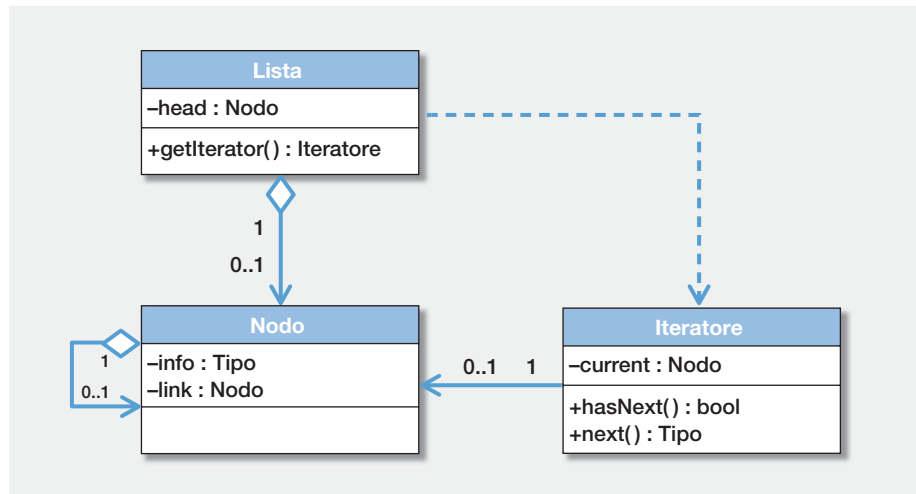 Lista
–head : Nodo
+getIterator() : Iteratore
1
0..1
Nodo
–info : Tipo
–link : Nodo
1
0..1
0..1 1
Iteratore
–current : Nodo
+hasNext() : bool
+next() : Tipo